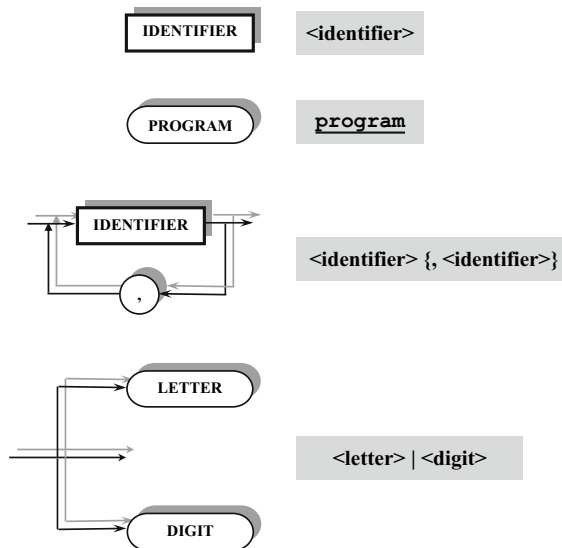 IDENTIFIER <identifier>
PROGRAM program
IDENTIFIER
<identifier> {, <identifier>}
,
LETTER
<letter> | <digit>
DIGIT